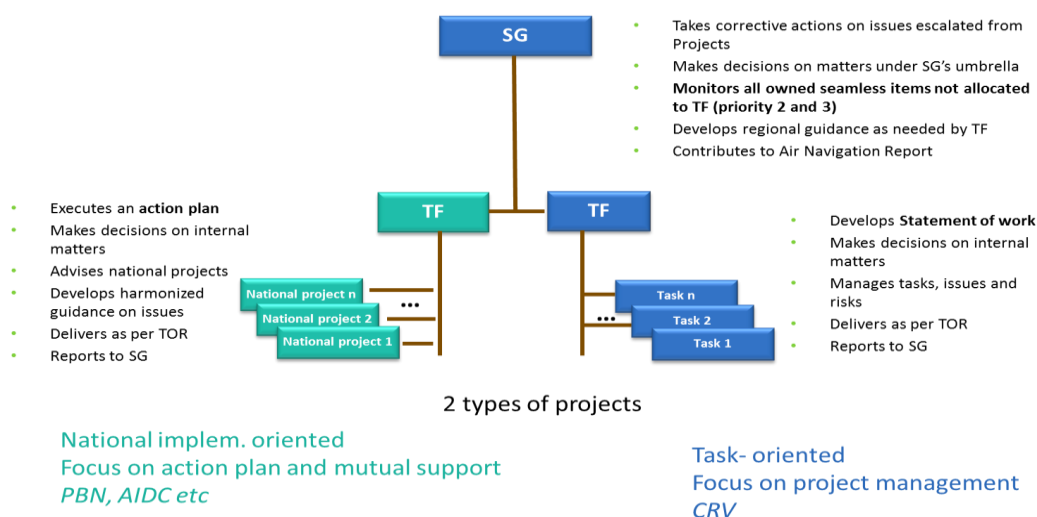 SG
Takes corrective actions on issues escalated from
Projects
Makes decisions on matters under SG's umbrella
Monitors all owned seamless items not allocated
to TF (priority 2 and 3)
Develops regional guidance as needed by TF
Contributes to Air Navigation Report
TF
TF
Executes an action plan
Makes decisions on internal
matters
Advises national projects
Develops harmonized
guidance on issues
Delivers as per TOR
Reports to SG
National project n
...
National project 2
National project 1
Task n
...
Task 2
Task 1
Develops Statement of work
Makes decisions on internal
matters
Manages tasks, issues and
risks
Delivers as per TOR
Reports to SG
2 types of projects
National implem. oriented
Focus on action plan and mutual support
PBN, AIDC etc
Task- oriented
Focus on project management
CRV